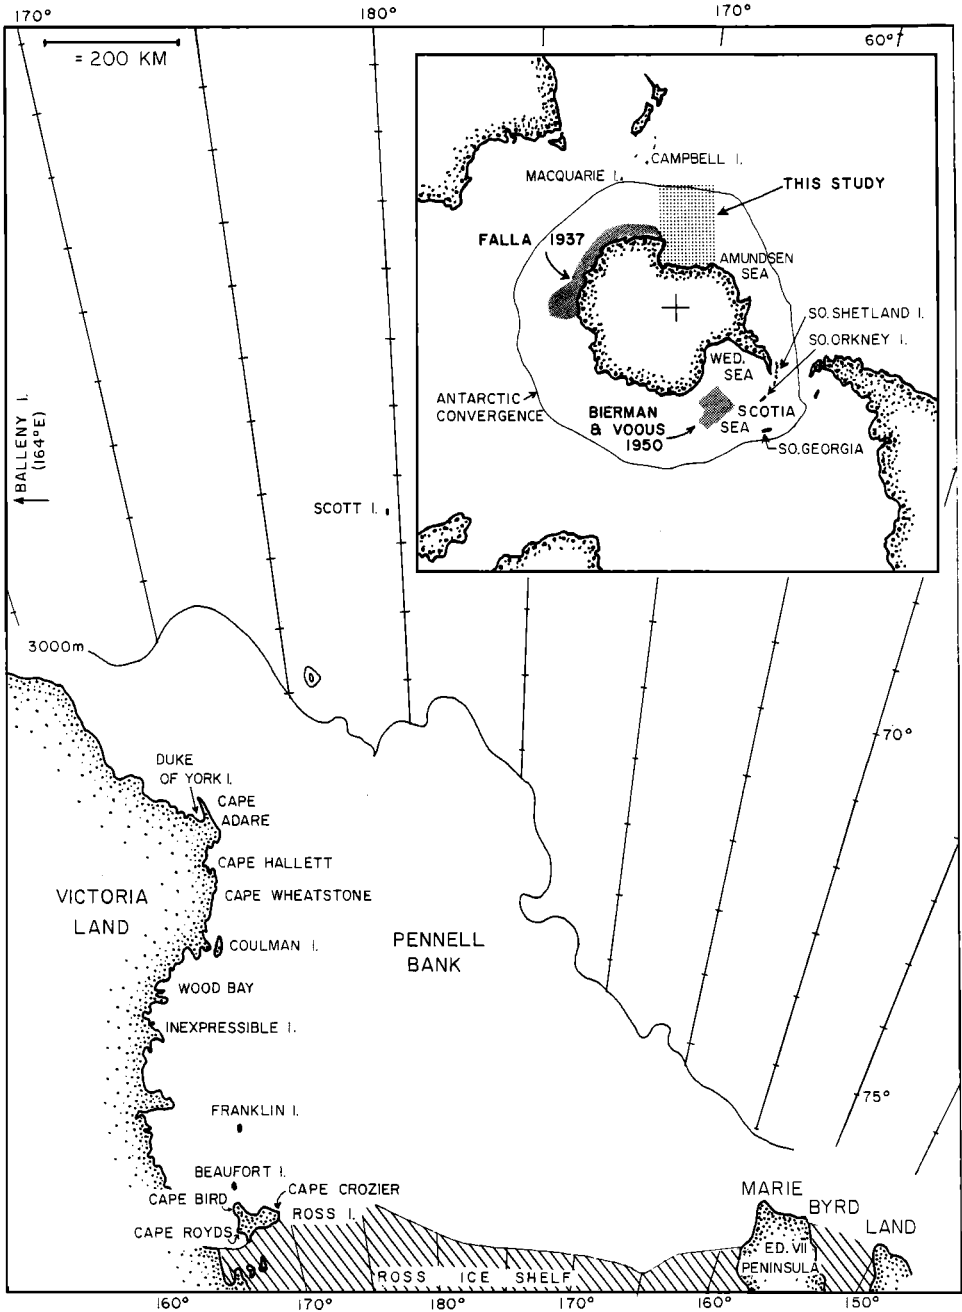 170°
180°
170°
= 200 KM
60°
CAMPBELL I.
MACQUARIE I.
THIS STUDY
FALLA 1937
AMUNDSEN
SEA
SO. SHETLAND I.
SO. ORKNEY I.
WED.
SEA
ANTARCTIC
CONVERGENCE
BIERMAN
& VOOUS
1950
SCOTIA
SEA
SO. GEORGIA
BALLENY I.
(164°E)
SCOTT I.
3000m
70°
DUKE
OF YORK I.
CAPE
ADARE
CAPE HALLETT
CAPE WHEATSTONE
VICTORIA
LAND
PENNELL
BANK
COULMAN I.
WOOD BAY
INEXPRESSIBLE I.
75°
FRANKLIN I.
BEAUFORT I.
CAPE BIRD
CAPE CROZIER
ROSS I.
CAPE ROYDS
MARIE
BYRD
LAND
ED. VII
PENINSULA
ROSS ICE SHELF
160°
170°
180°
170°
160°
150°